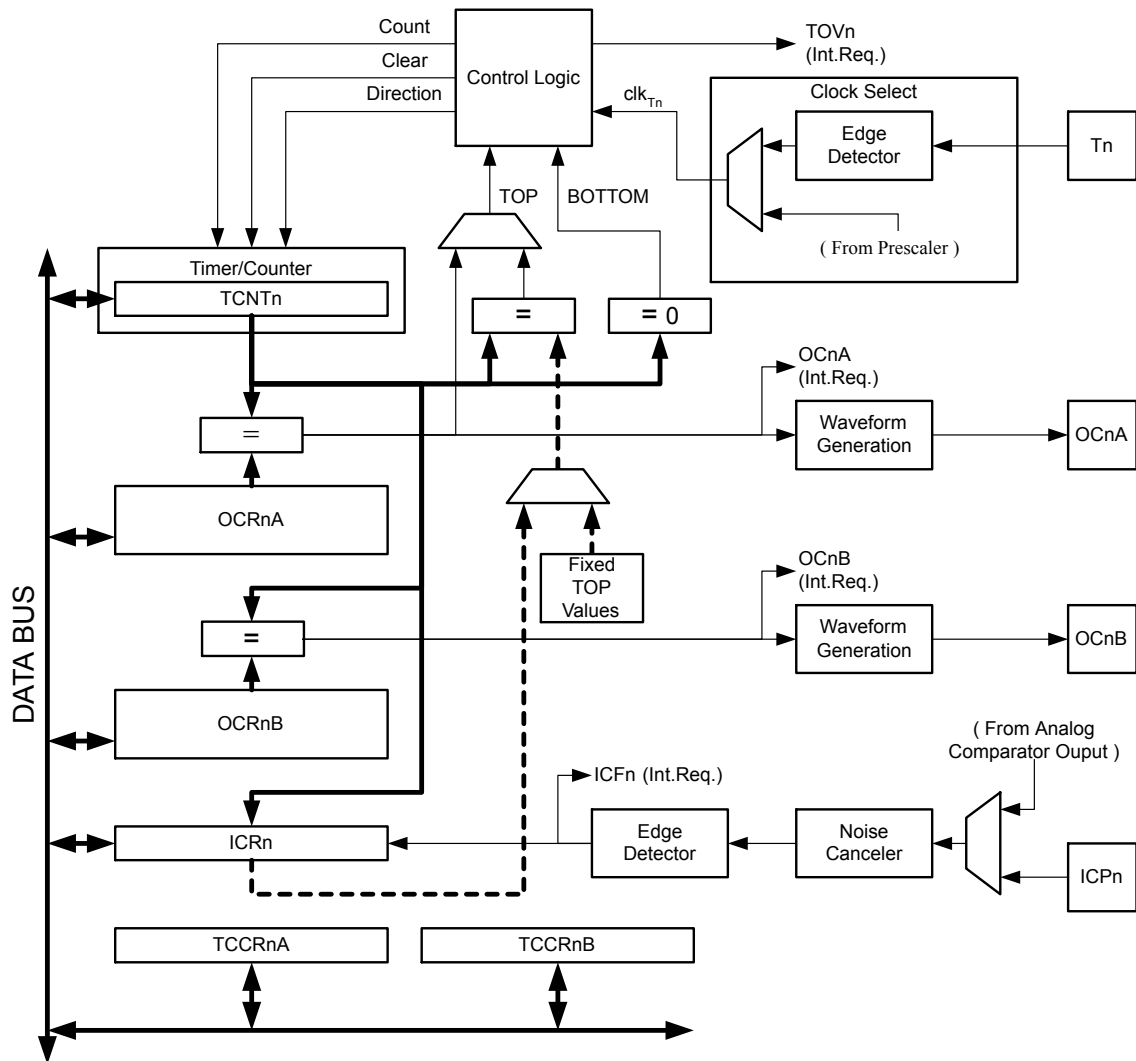 Count
Clear
Direction
Control Logic
TOVn
(Int.Req.)
clkTn
Clock Select
Edge
Detector
Tn
( From Prescaler )
TOP
BOTTOM
Timer/Counter
TCNTn
=
= 0
OCnA
(Int.Req.)
=
Waveform
Generation
OCnA
OCRnA
Fixed
TOP
Values
OCnB
(Int.Req.)
=
Waveform
Generation
OCnB
OCRnB
DATA BUS
( From Analog
Comparator Ouput )
ICFn (Int.Req.)
ICRn
Edge
Detector
Noise
Canceler
ICPn
TCCRnA
TCCRnB